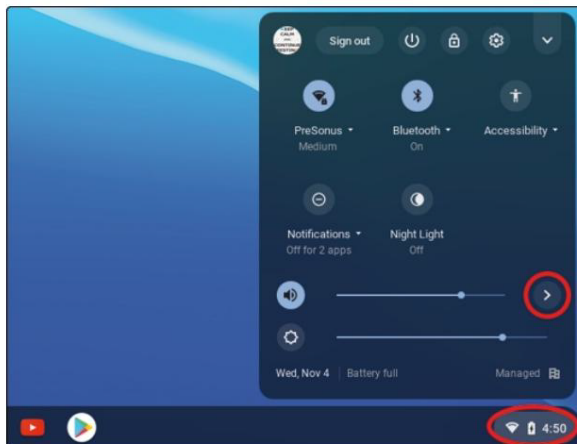 Sign out
PreSonus
Medium
Bluetooth
On
Accessibility
Notifications
Off for 2 apps
Night Light
Off
Wed, Nov 4 | Battery full
Managed
4:50